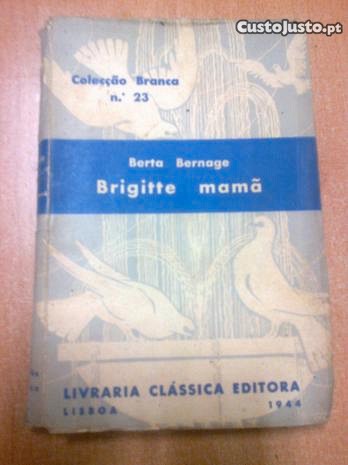 CustoJusto.pt
Colecção Branca
n.º 23
Berta Bernage
Brigitte mamã
LIVRARIA CLÁSSICA EDITORA
LISBOA 1944